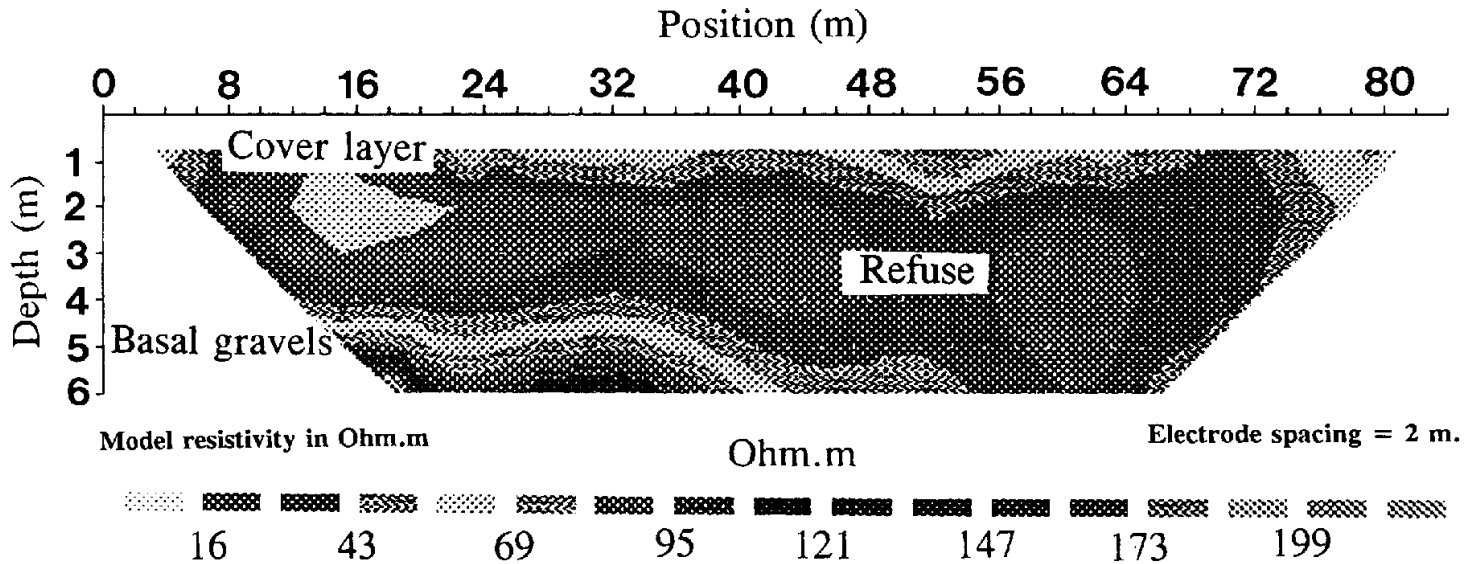 Position (m)
0 8 16 24 32 40 48 56 64 72 80
Cover layer
Depth (m)
1
2
3
4
5
6
Refuse
Basal gravels
Model resistivity in Ohm.m
Electrode spacing = 2 m.
Ohm.m
16 43 69 95 121 147 173 199